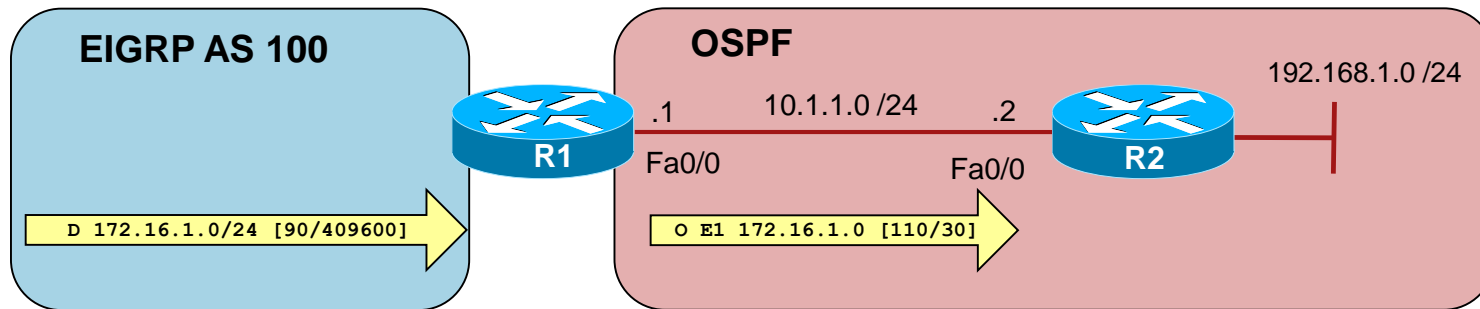 EIGRP AS 100
OSPF
192.168.1.0 /24
.1
10.1.1.0 /24
.2
R1
R2
Fa0/0
Fa0/0
D 172.16.1.0/24 [90/409600]
O E1 172.16.1.0 [110/30]